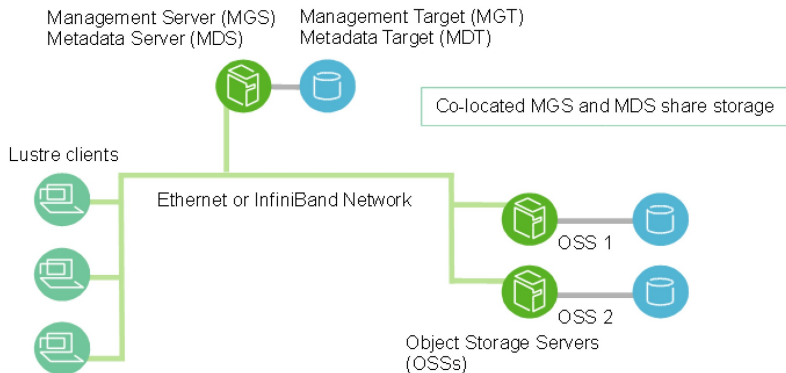 Management Server (MGS)
Metadata Server (MDS)
Management Target (MGT)
Metadata Target (MDT)
Co-located MGS and MDS share storage
Lustre clients
Ethernet or InfiniBand Network
OSS 1
OSS 2
Object Storage Servers
(OSSs)